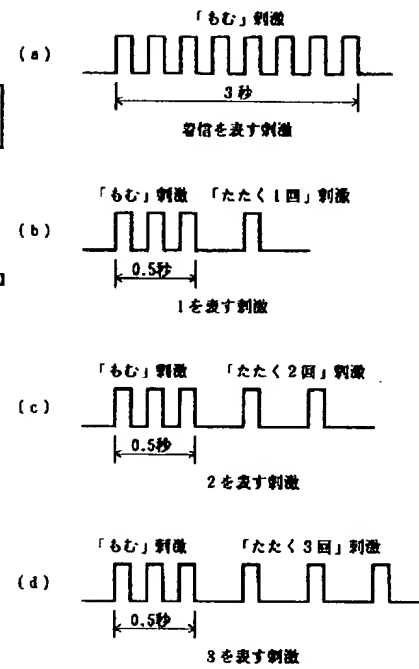 「もむ」刺激
(a)
3秒
着信を表す刺激
「もむ」刺激 「たたく1回」刺激
(b)
0.5秒
1を表す刺激
「もむ」刺激 「たたく2回」刺激
(c)
0.5秒
2を表す刺激
「もむ」刺激 「たたく3回」刺激
(d)
0.5秒
3を表す刺激